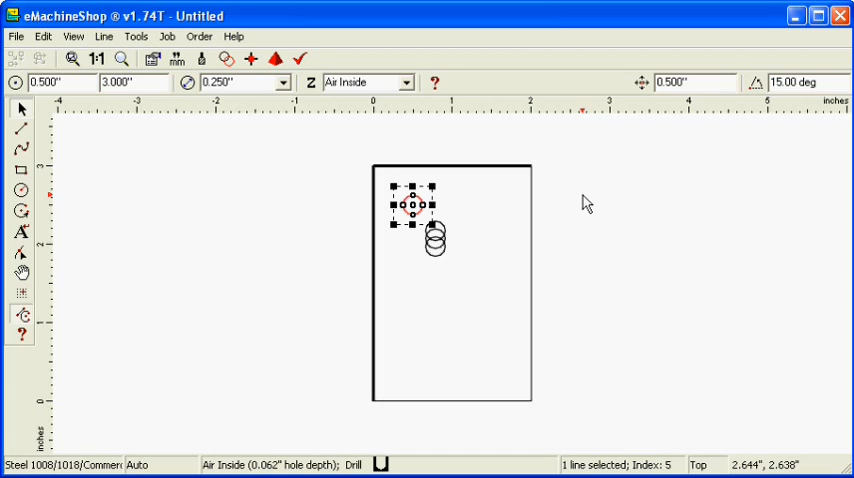 eMachineShop ® v1.74T - Untitled
File Edit View Line Tools Job Order Help
1:1 mm
0.500" 3.000" 0.250" Z Air Inside ? 0.500" 15.00 deg
-4 -3 -2 -1 0 1 2 3 4 5 inches
3
2
1
0
inches
A
?
Steel 1008/1018/Commerc Auto Air Inside (0.062" hole depth); Drill 1 line selected; Index: 5 Top 2.644", 2.638"